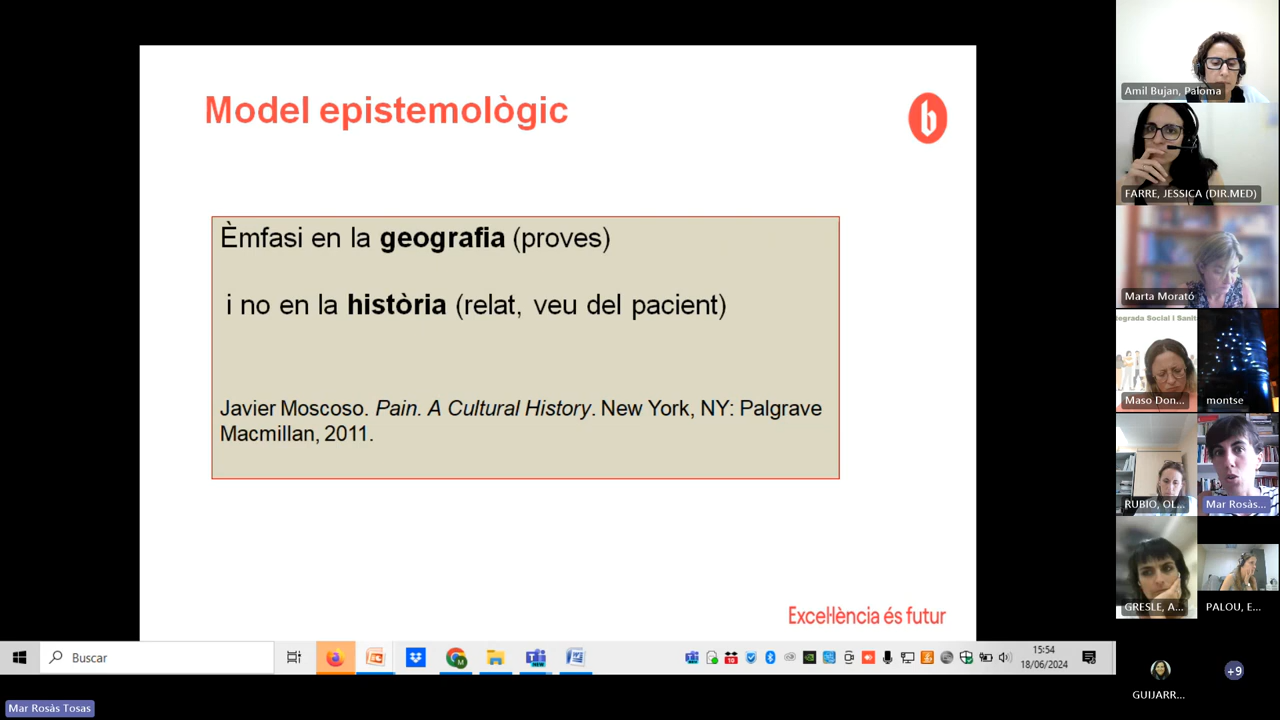 Model epistemològic
b
Èmfasi en la geografia (proves)
i no en la història (relat, veu del pacient)
Javier Moscoso. Pain. A Cultural History. New York, NY: Palgrave
Macmillan, 2011.
Excel·lència és futur
Buscar
15:54
18/06/2024
Mar Rosàs Tosas
Amil Bujan, Paloma
FARRE, JESSICA (DIR.MED)
Marta Morató
egrada Social i Sanit
Maso Don...
montse
RUBIO, OL...
Mar Rosàs...
GRESLE, A...
PALOU, E...
GUIJARR...
+9